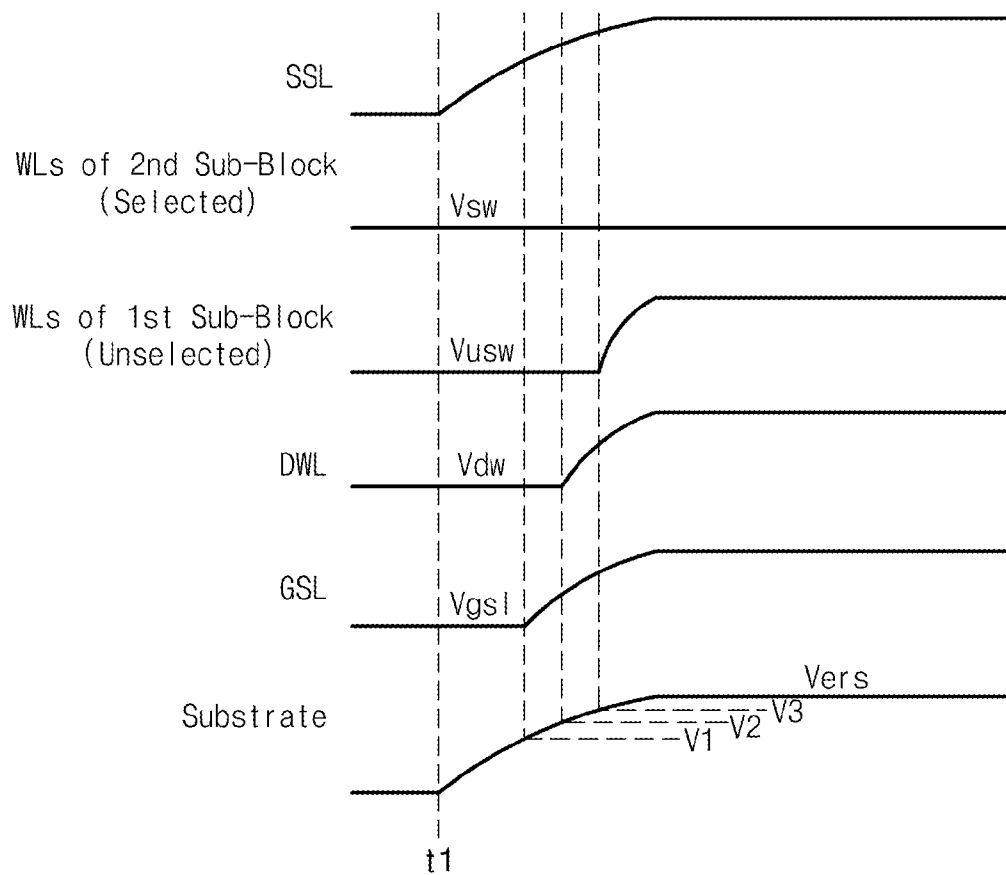 SSL
WLs of 2nd Sub-Block
(Selected)
Vsw
WLs of 1st Sub-Block
(Unselected)
Vusw
DWL
Vdw
GSL
Vgsl
Substrate
Vers
V3
V2
V1
t1